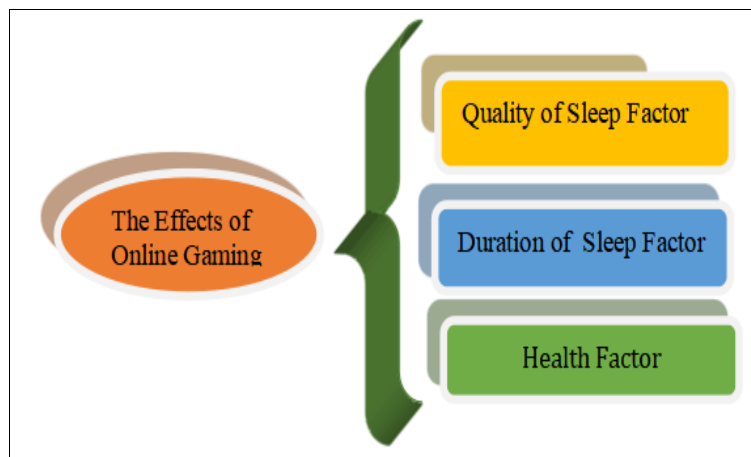 The Effects of
Online Gaming
Quality of Sleep Factor
Duration of Sleep Factor
Health Factor